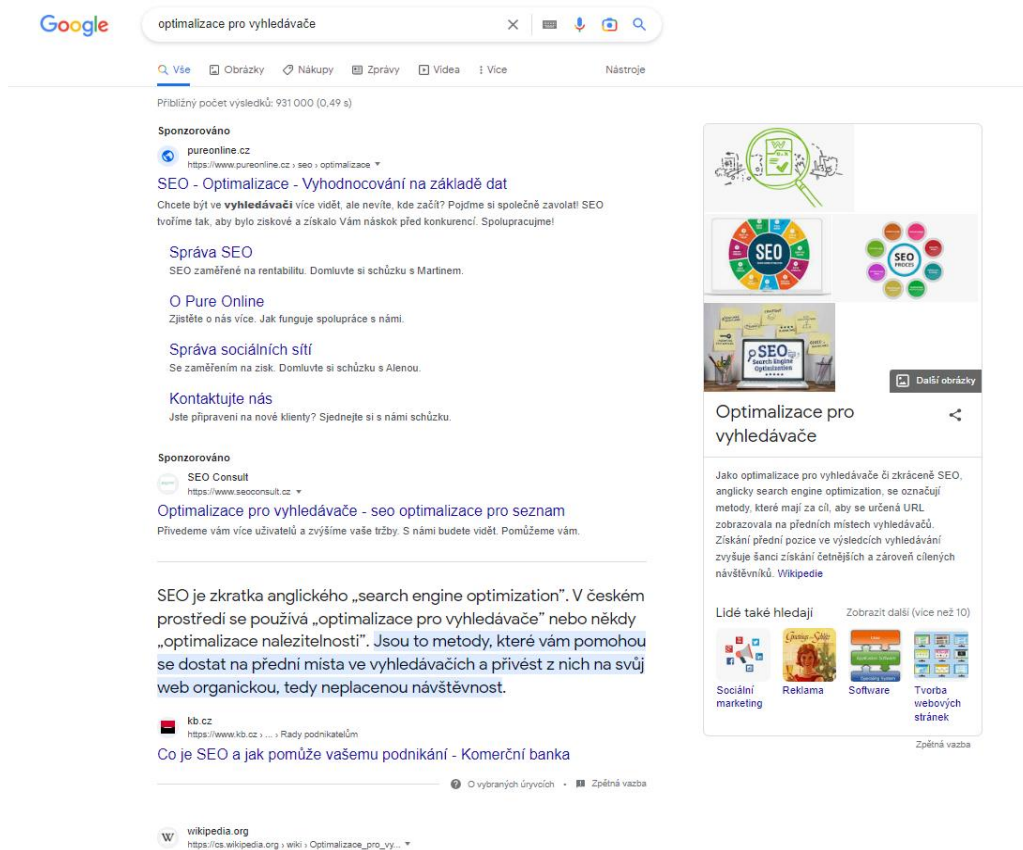 Google
optimalizace pro vyhledávače
Vše Obrázky Nákupy Zprávy Videa Více Nástroje
Přibližný počet výsledků: 931 000 (0,49 s)
Sponzorováno
pureonline.cz
https://www.pureonline.cz › seo › optimalizace
SEO - Optimalizace - Vyhodnocování na základě dat
Chcete být ve vyhledávači více vidět, ale nevíte, kde začít? Pojdme si společně zavolat! SEO
tvoříme tak, aby bylo ziskové a získalo Vám náskok před konkurencí. Spolupracujme!
Správa SEO
SEO zaměřené na rentabilitu. Domluvte si schůzku s Martinem.
O Pure Online
Zjistěte o nás více. Jak funguje spolupráce s námi.
Správa sociálních sítí
Se zaměřením na zisk. Domluvte si schůzku s Alenou.
Kontaktujte nás
Jste připraveni na nové klienty? Sjednejte si s námi schůzku.
Sponzorováno
SEO Consult
https://www.seoconsult.cz
Optimalizace pro vyhledávače - seo optimalizace pro seznam
Přivedeme vám více uživatelů a zvýšíme vaše tržby. S námi budete vidět. Pomůžeme vám.
SEO je zkratka anglického „search engine optimization”. V českém
prostředí se používá „optimalizace pro vyhledávače” nebo někdy
„optimalizace nalezitelnosti”. Jsou to metody, které vám pomohou
se dostat na přední místa ve vyhledávačích a přivést z nich na svůj
web organickou, tedy neplacenou návštěvnost.
kb.cz
https://www.kb.cz › ... › Rady podnikatelům
Co je SEO a jak pomůže vašemu podnikání - Komerční banka
O vybraných úryvcích • Zpětná vazba
W
wikipedia.org
https://cs.wikipedia.org › wiki › Optimalizace_pro_vy...
SEO
SEO
PROCES
SEO
Search Engine
Optimization
Další obrázky
Optimalizace pro
vyhledávače
Jako optimalizace pro vyhledávače či zkráceně SEO,
anglicky search engine optimization, se označují
metody, které mají za cíl, aby se určená URL
zobrazovala na předních místech vyhledávačů.
Získání přední pozice ve výsledcích vyhledávání
zvyšuje šanci získání četnějších a zároveň cílených
návštěvníků. Wikipedie
Lidé také hledají Zobrazit další (více než 10)
Sociální
marketing
Reklama
Software
Tvorba
webových
stránek
Zpětná vazba